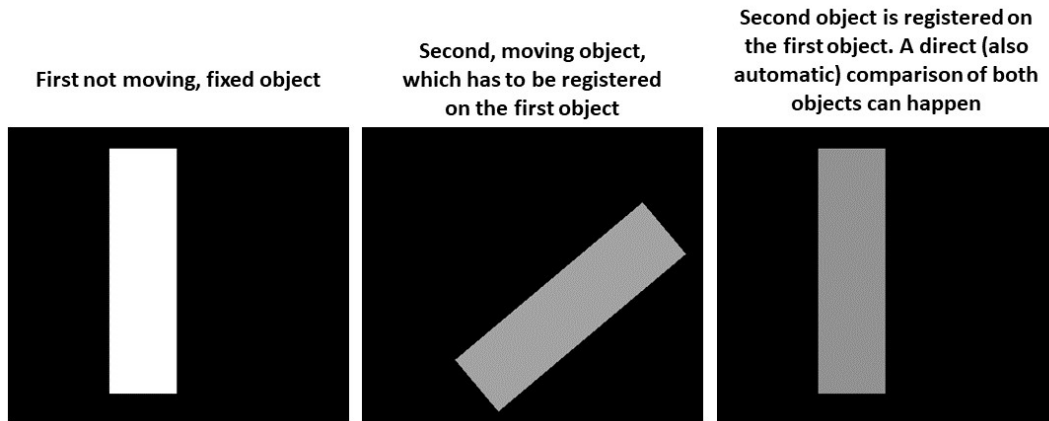 First not moving, fixed object
Second, moving object,
which has to be registered
on the first object
Second object is registered on
the first object. A direct (also
automatic) comparison of both
objects can happen